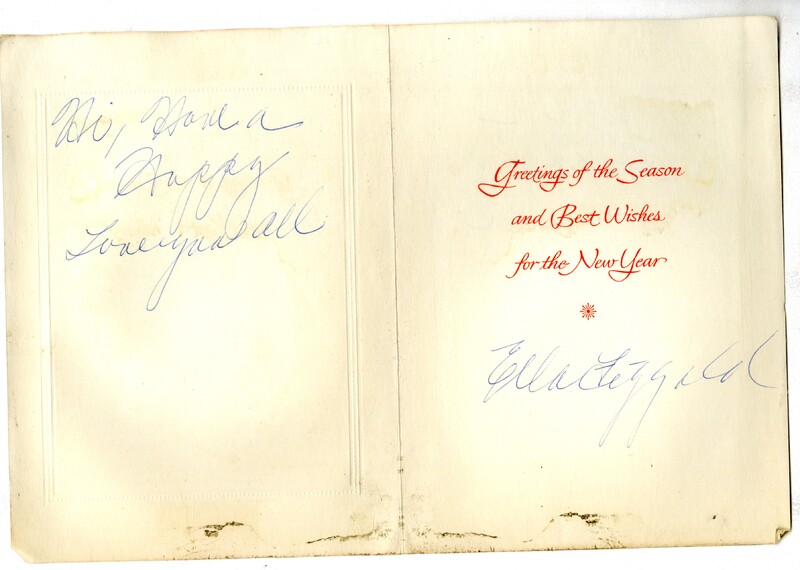 Hi, Have a
Happy
Love you all
Greetings of the Season
and Best Wishes
for the New Year
Ella Fitzgerald